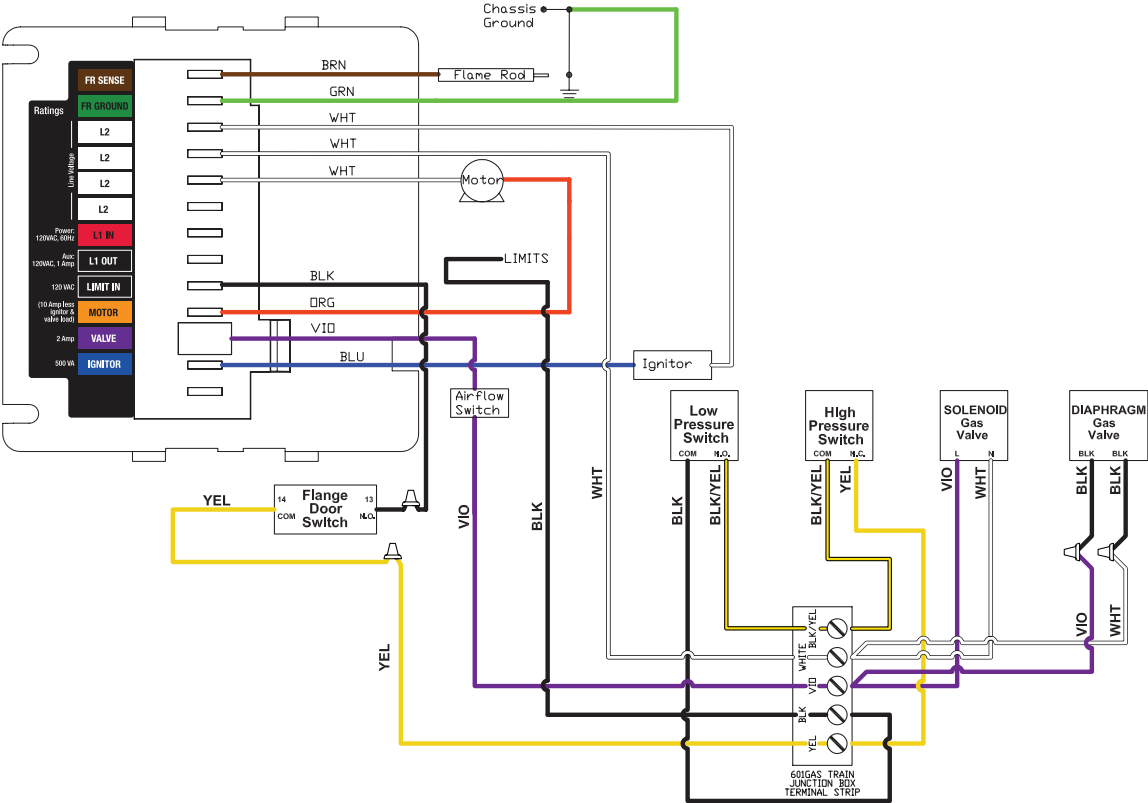 Chassis
Ground
BRN
Flame Rod
GRN
WHT
WHT
WHT
Motor
LIMITS
BLK
ORG
VIO
BLU
Ignitor
Airflow
Switch
Ratings
Line Voltage
Power:
120VAC, 60Hz
Aux:
120VAC, 1 Amp
120 VAC
(10 Amp less
ignitor &
valve load)
2 Amp
500 VA
FR SENSE
FR GROUND
L2
L2
L2
L2
L1 IN
L1 OUT
LIMIT IN
MOTOR
VALVE
IGNITOR
Low
Pressure
Switch
COM N.O.
BLK
BLK/YEL
High
Pressure
Switch
COM N.C.
BLK/YEL
YEL
SOLENOID
Gas
Valve
L N
VIO
WHT
DIAPHRAGM
Gas
Valve
BLK BLK
BLK
BLK
VIO
WHT
YEL
14 Flange 13
Door
COM Switch N.O.
YEL
VIO
BLK
WHT
BLK/YEL
WHITE
VIO
BLK
YEL
601GAS TRAIN
JUNCTION BOX
TERMINAL STRIP